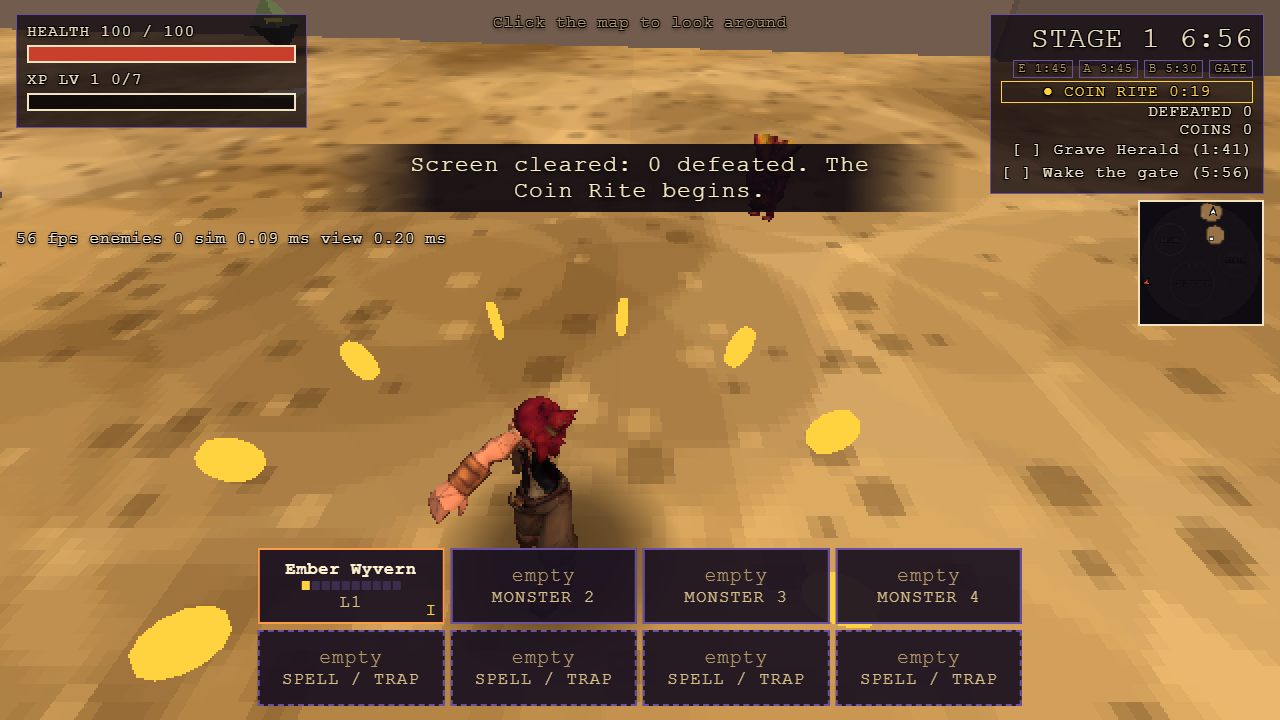 HEALTH 100 / 100
XP LV 1 0/7
Click the map to look around
STAGE 1 6:56
E 1:45 A 3:45 B 5:30 GATE
COIN RITE 0:19
DEFEATED 0
COINS 0
[ ] Grave Herald (1:41)
[ ] Wake the gate (5:56)
Screen cleared: 0 defeated. The
Coin Rite begins.
56 fps enemies 0 sim 0.09 ms view 0.20 ms
Ember Wyvern
L1
I
empty
MONSTER 2
empty
MONSTER 3
empty
MONSTER 4
empty
SPELL / TRAP
empty
SPELL / TRAP
empty
SPELL / TRAP
empty
SPELL / TRAP